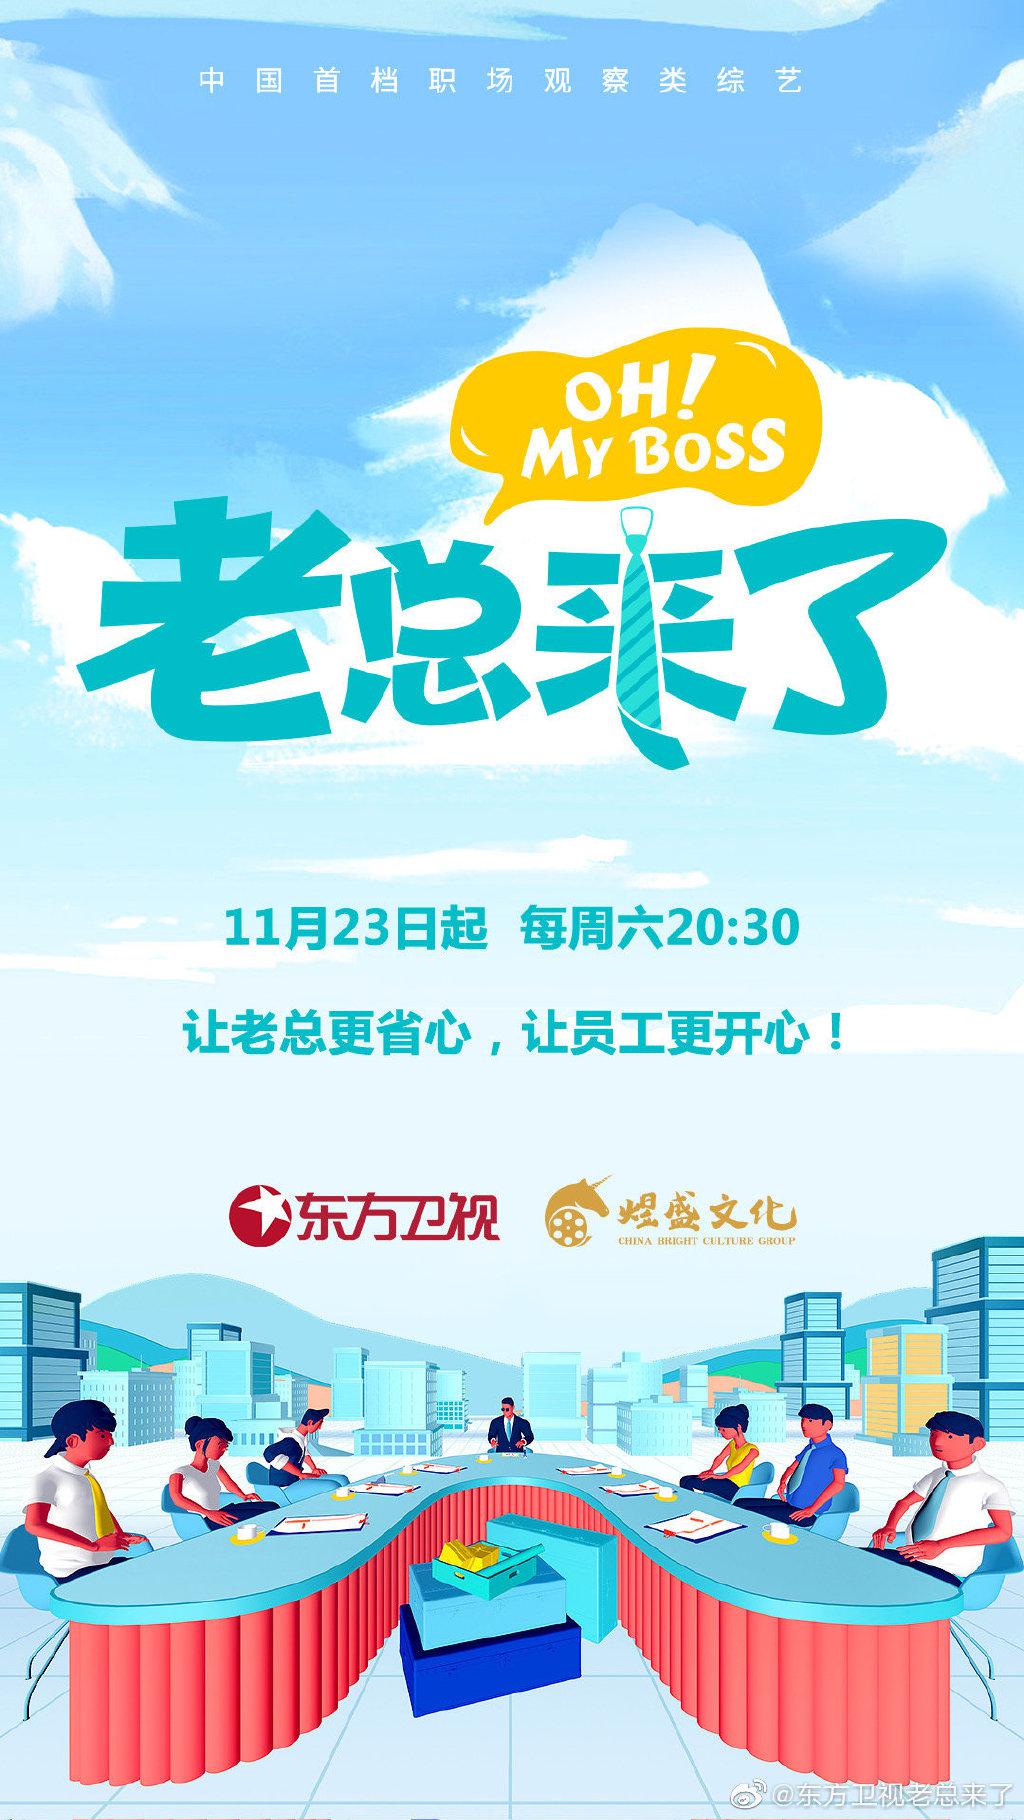 中国首档职场观察类综艺
OH!
MY BOSS
老总来了
11月23日起 每周六20:30
让老总更省心，让员工更开心！
东方卫视 煜盛文化
CHINA BRIGHT CULTURE GROUP
@东方卫视老总来了